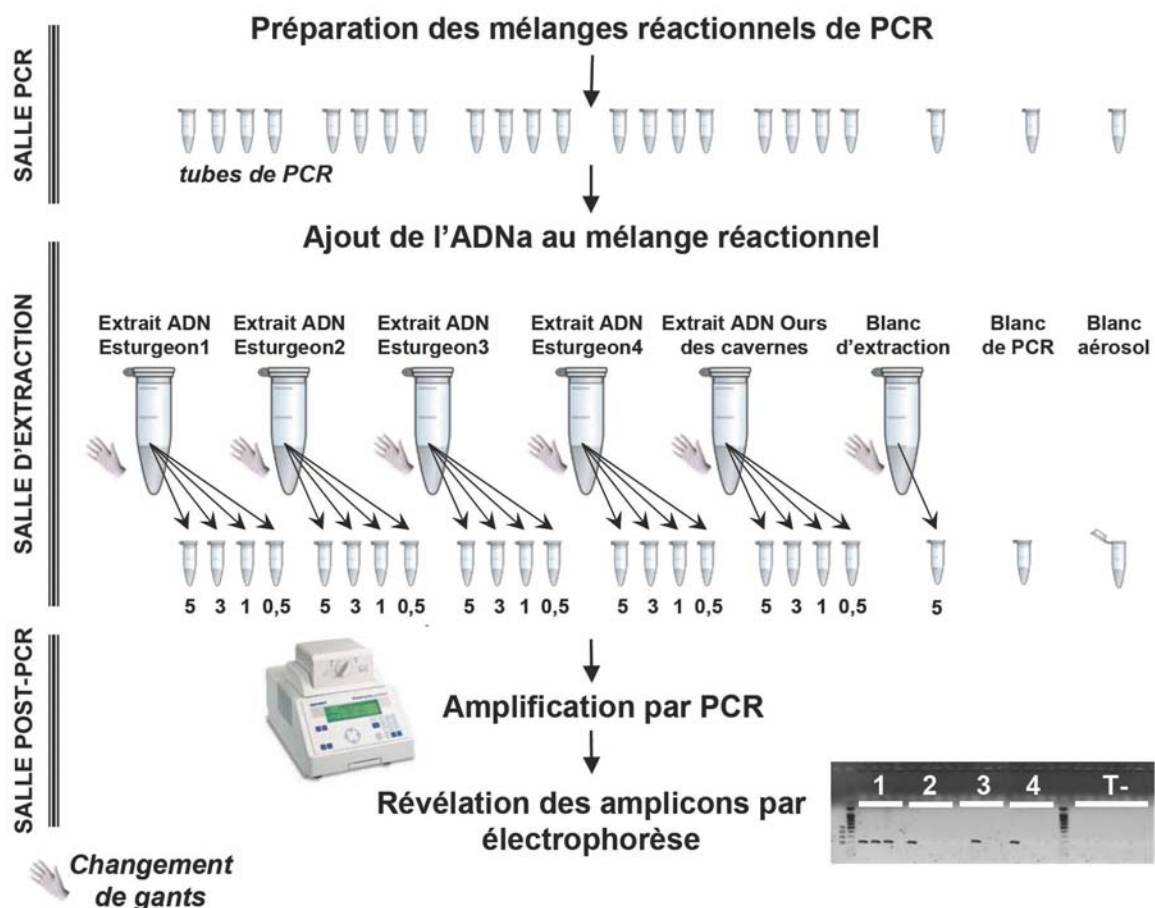 Préparation des mélanges réactionnels de PCR
SALLE PCR
tubes de PCR
Ajout de l'ADNa au mélange réactionnel
SALLE D'EXTRACTION
Extrait ADN Esturgeon1
Extrait ADN Esturgeon2
Extrait ADN Esturgeon3
Extrait ADN Esturgeon4
Extrait ADN Ours des cavernes
Blanc d'extraction
Blanc de PCR
Blanc aérosol
5 3 1 0,5 5 3 1 0,5 5 3 1 0,5 5 3 1 0,5 5 3 1 0,5 5
SALLE POST-PCR
Amplification par PCR
Révélation des amplicons par
électrophorèse
1 2 3 4 T-
Changement
de gants